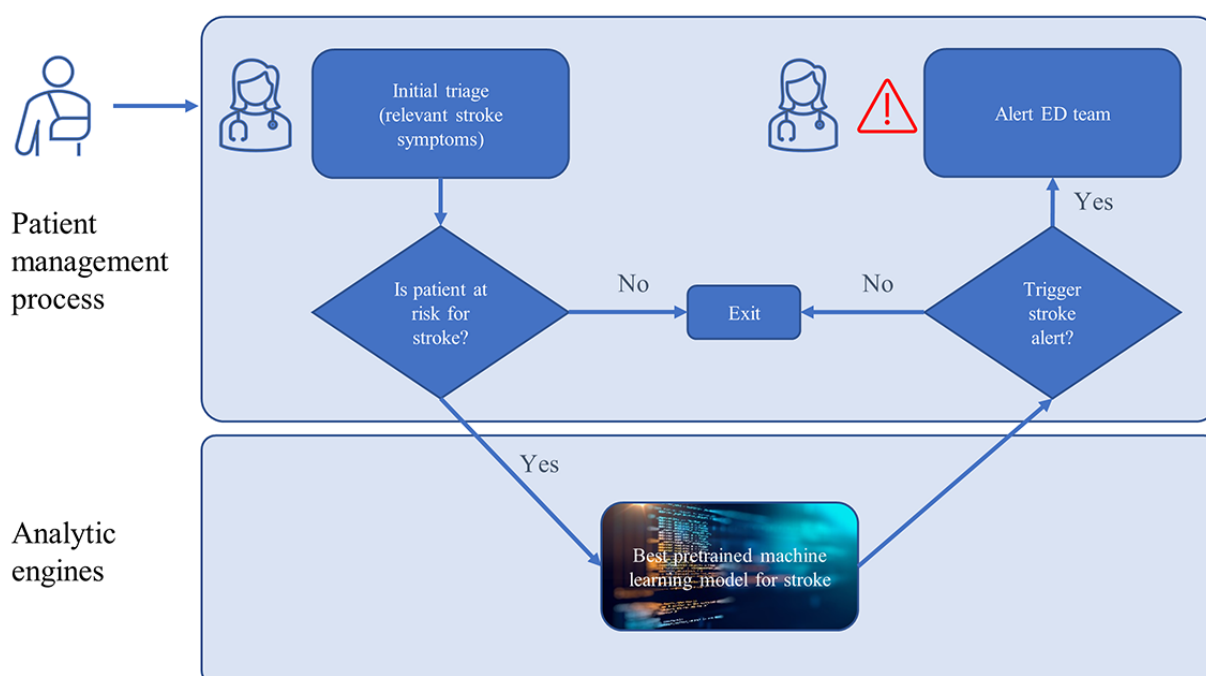 Initial triage
(relevant stroke
symptoms)
Alert ED team
Patient
management
process
Yes
Is patient at
risk for
stroke?
No
Exit
No
Trigger
stroke
alert?
Yes
Analytic
engines
Best pretrained machine
learning model for stroke